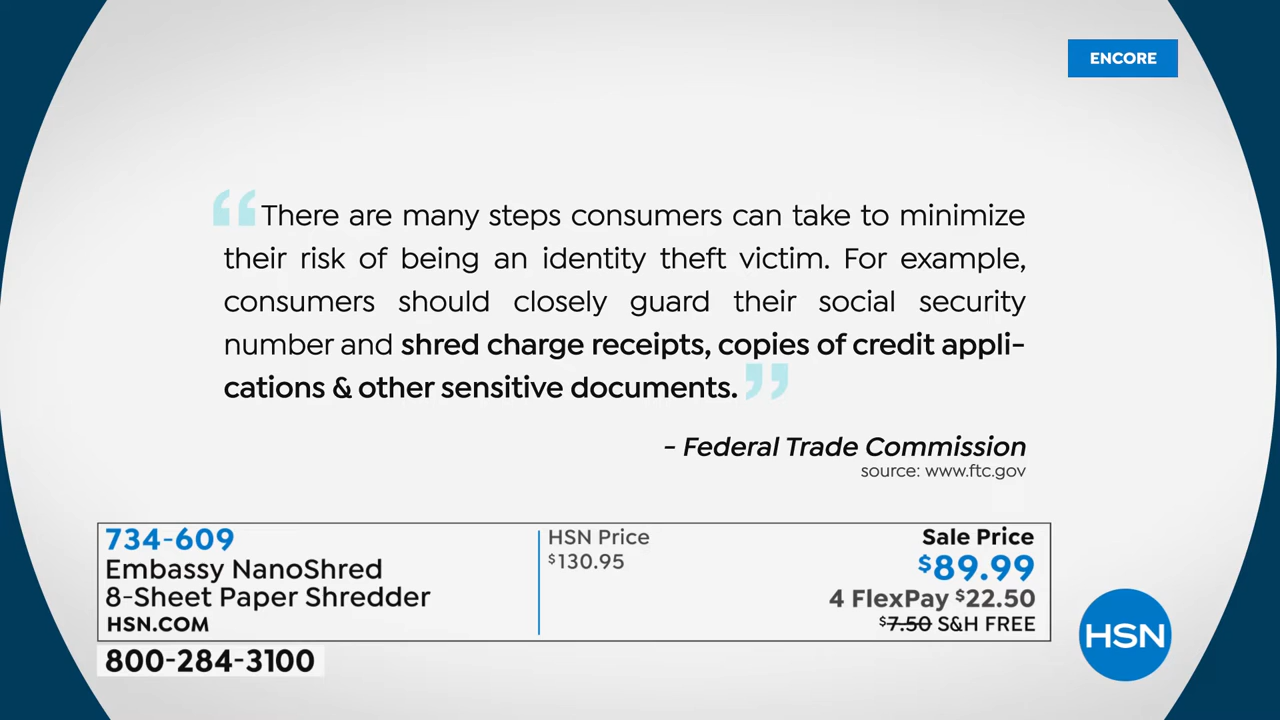 ENCORE
“There are many steps consumers can take to minimize
their risk of being an identity theft victim. For example,
consumers should closely guard their social security
number and shred charge receipts, copies of credit appli-
cations & other sensitive documents.”
- Federal Trade Commission
source: www.ftc.gov
734-609
Embassy NanoShred
8-Sheet Paper Shredder
HSN.COM
HSN Price
$130.95
Sale Price
$89.99
4 FlexPay $22.50
$7.50 S&H FREE
800-284-3100
HSN